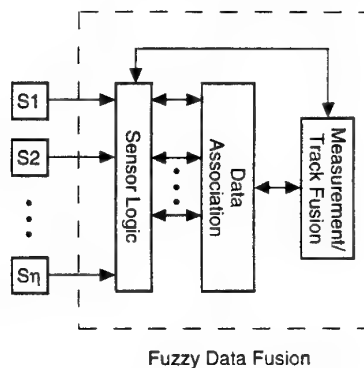 S1
S2
Sη
Sensor Logic
Data
Association
Measurement/
Track Fusion
Fuzzy Data Fusion